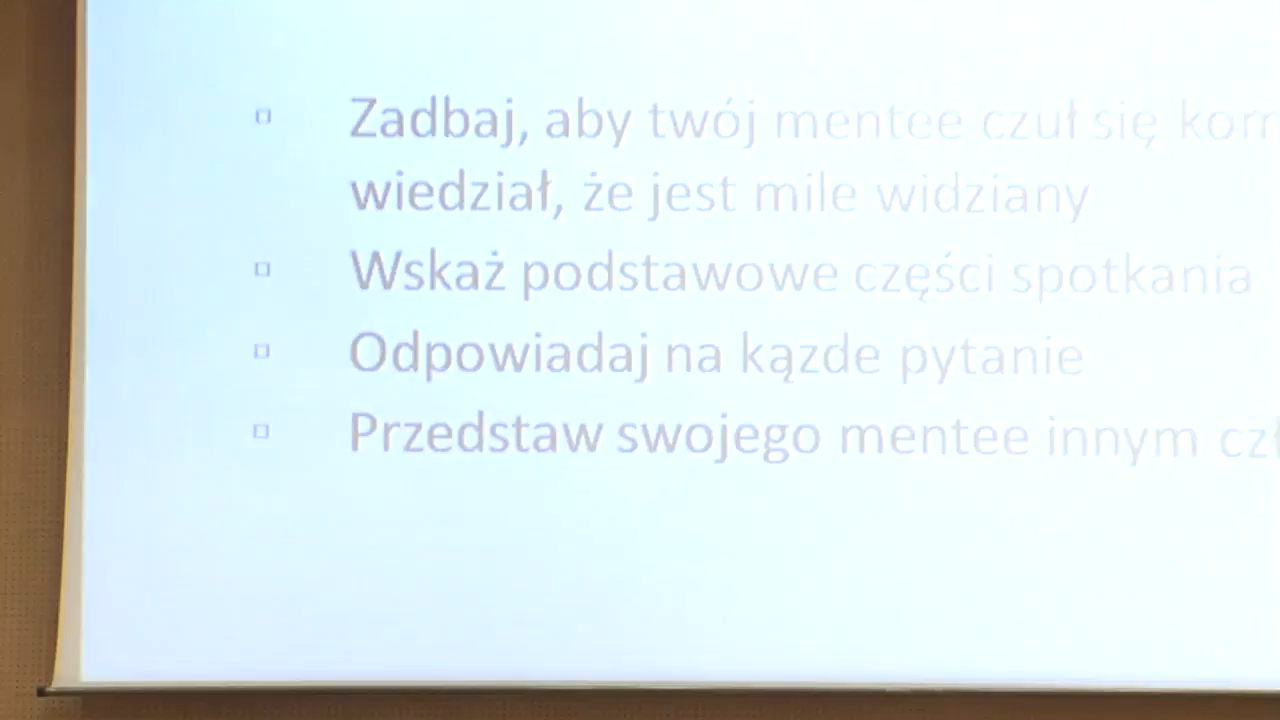 Zadbaj, aby twój mentee czuł się
wiedział, że jest mile widziany
Wskaż podstawowe części spotkania
Odpowiadaj na kązde pytanie
Przedstaw swojego mentee innym